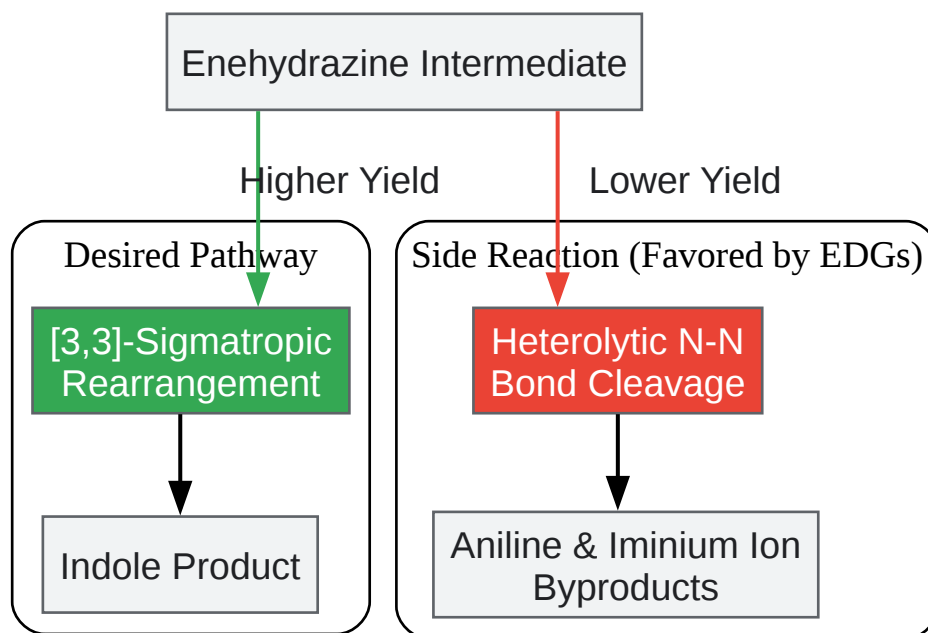 Enehydrazine Intermediate
Higher Yield
Lower Yield
Desired Pathway
Side Reaction (Favored by EDGs)
[3,3]-Sigmatropic
Rearrangement
Heterolytic N-N
Bond Cleavage
Indole Product
Aniline & Iminium Ion
Byproducts